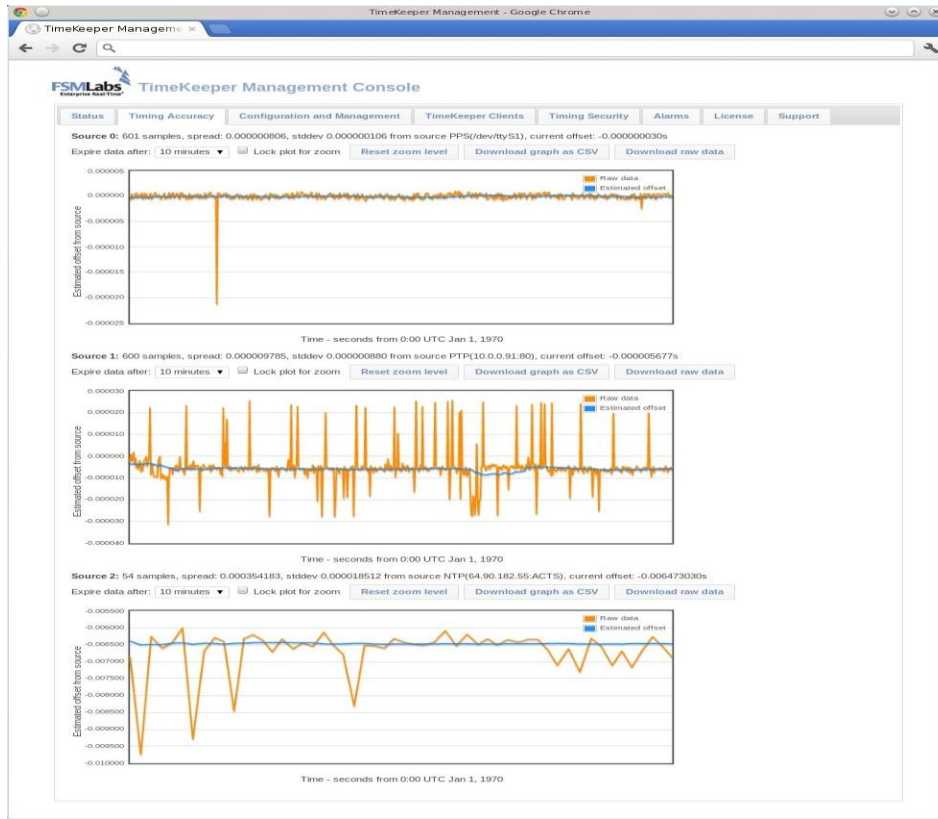 TimeKeeper Management - Google Chrome
TimeKeeper Manageme ×
FSMLabs
Enterprise Real-Time
TimeKeeper Management Console
Status Timing Accuracy Configuration and Management TimeKeeper Clients Timing Security Alarms License Support
Source 0: 601 samples, spread: 0.000000806, stddev 0.000000106 from source PPS(/dev/ttyS1), current offset: -0.000000030s
Expire data after: 10 minutes Lock plot for zoom Reset zoom level Download graph as CSV Download raw data
Raw data
Estimated offset
Estimated offset from source
0.000005
0.000000
-0.000005
-0.000010
-0.000015
-0.000020
-0.000025
Time - seconds from 0:00 UTC Jan 1, 1970
Source 1: 600 samples, spread: 0.000009785, stddev 0.000000880 from source PTP(10.0.0.91:80), current offset: -0.000005677s
Expire data after: 10 minutes Lock plot for zoom Reset zoom level Download graph as CSV Download raw data
Raw data
Estimated offset
Estimated offset from source
0.000030
0.000020
0.000010
0.000000
-0.000010
-0.000020
-0.000030
-0.000040
Time - seconds from 0:00 UTC Jan 1, 1970
Source 2: 54 samples, spread: 0.000354183, stddev 0.000018512 from source NTP(64.90.182.55:ACTS), current offset: -0.006473030s
Expire data after: 10 minutes Lock plot for zoom Reset zoom level Download graph as CSV Download raw data
Raw data
Estimated offset
Estimated offset from source
-0.005500
-0.006000
-0.006500
-0.007000
-0.007500
-0.008000
-0.008500
-0.009000
-0.009500
-0.010000
Time - seconds from 0:00 UTC Jan 1, 1970